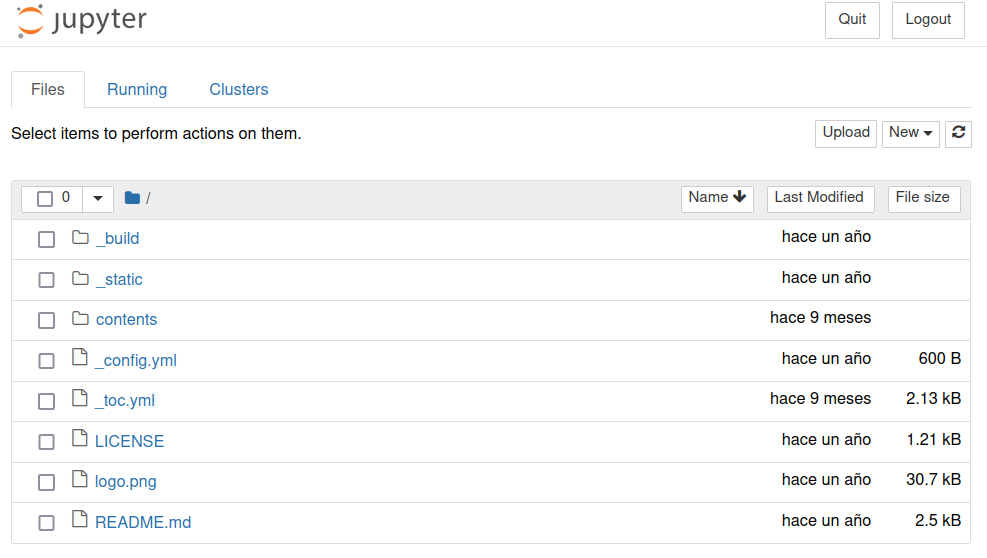 jupyter Quit Logout
Files Running Clusters
Select items to perform actions on them. Upload New
0 / Name Last Modified File size
_build hace un año
_static hace un año
contents hace 9 meses
_config.yml hace un año 600 B
_toc.yml hace 9 meses 2.13 kB
LICENSE hace un año 1.21 kB
logo.png hace un año 30.7 kB
README.md hace un año 2.5 kB